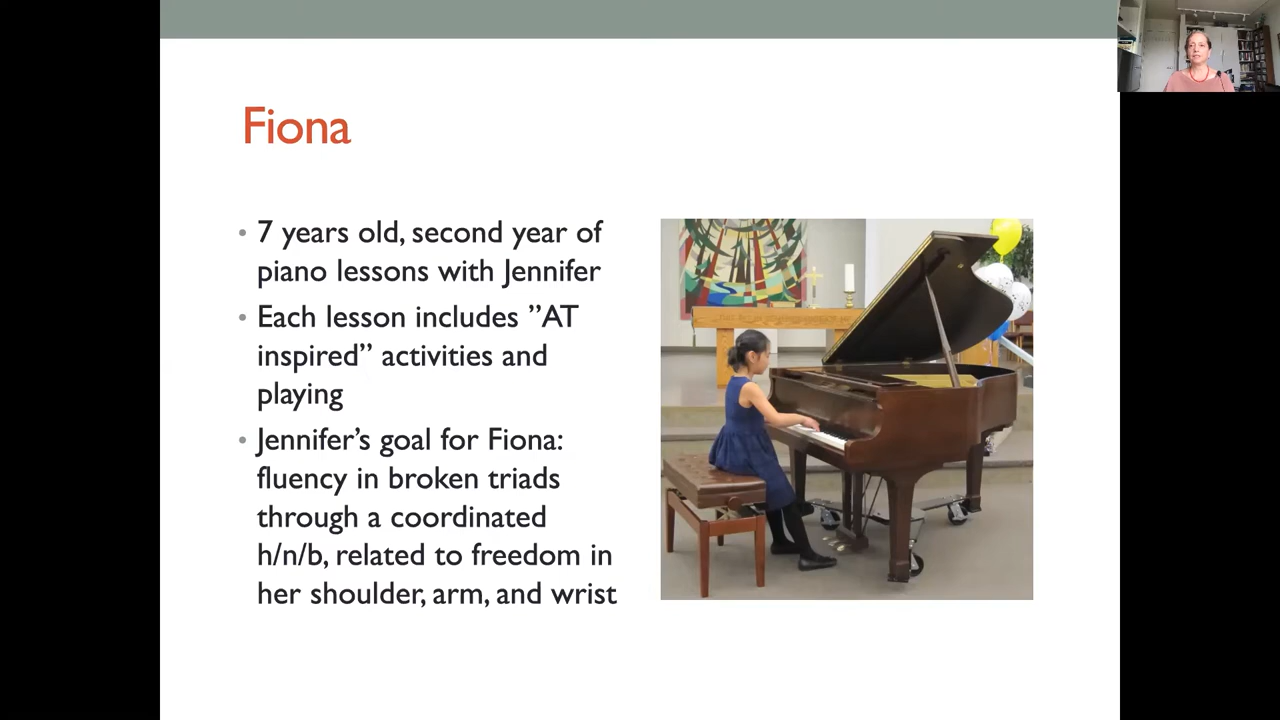 Fiona
• 7 years old, second year of
piano lessons with Jennifer
• Each lesson includes ”AT
inspired” activities and
playing
• Jennifer’s goal for Fiona:
fluency in broken triads
through a coordinated
h/n/b, related to freedom in
her shoulder, arm, and wrist